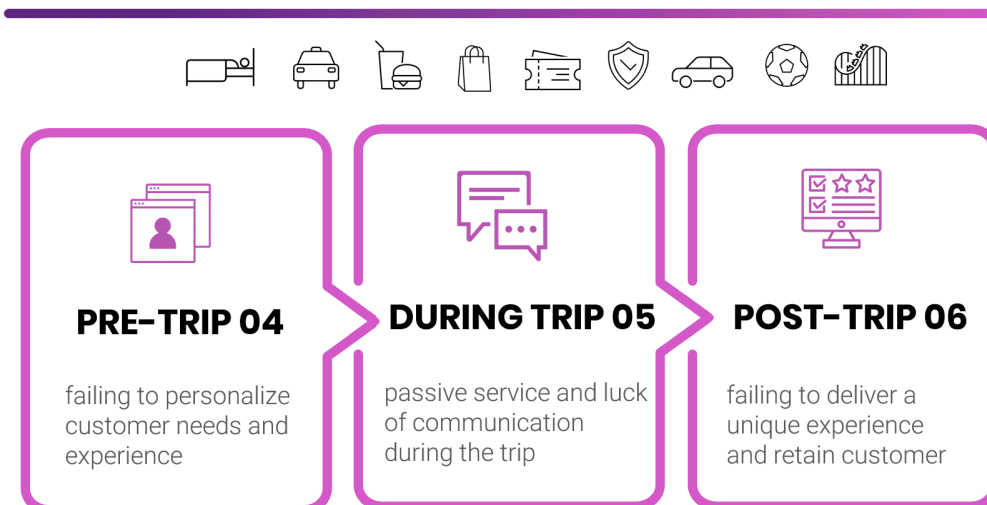 PRE-TRIP 04
failing to personalize
customer needs and
experience
DURING TRIP 05
passive service and luck
of communication
during the trip
POST-TRIP 06
failing to deliver a
unique experience
and retain customer